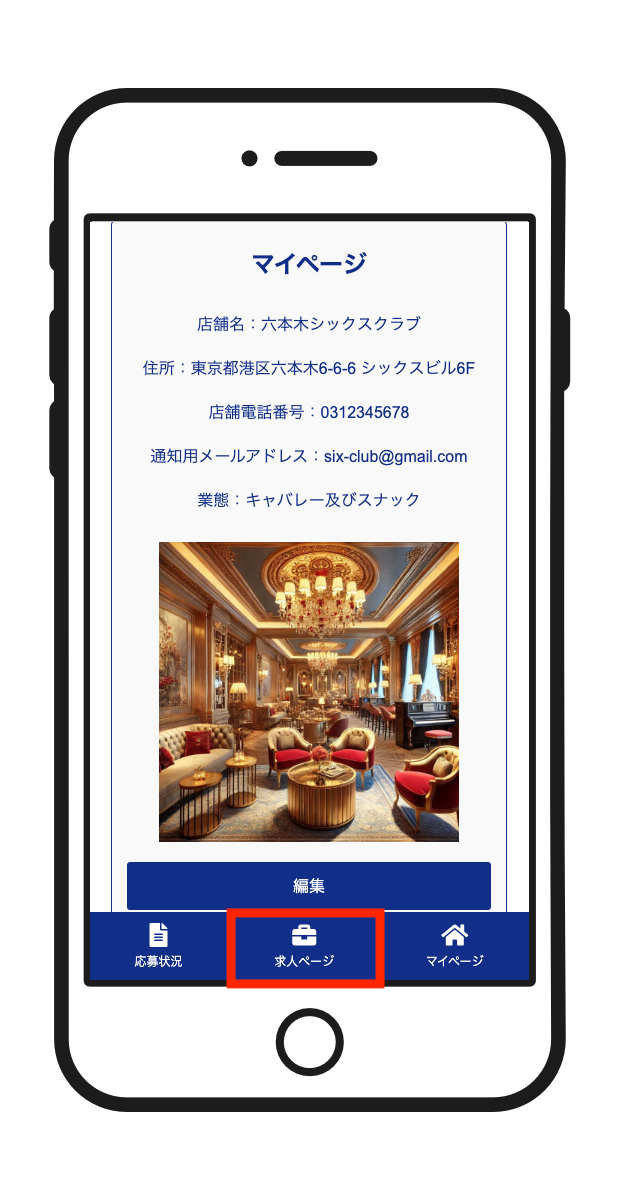 マイページ
店舗名：六本木シックスクラブ
住所：東京都港区六本木6-6-6 シックスビル6F
店舗電話番号：0312345678
通知用メールアドレス：six-club@gmail.com
業態：キャバレー及びスナック
編集
応募状況
求人ページ
マイページ